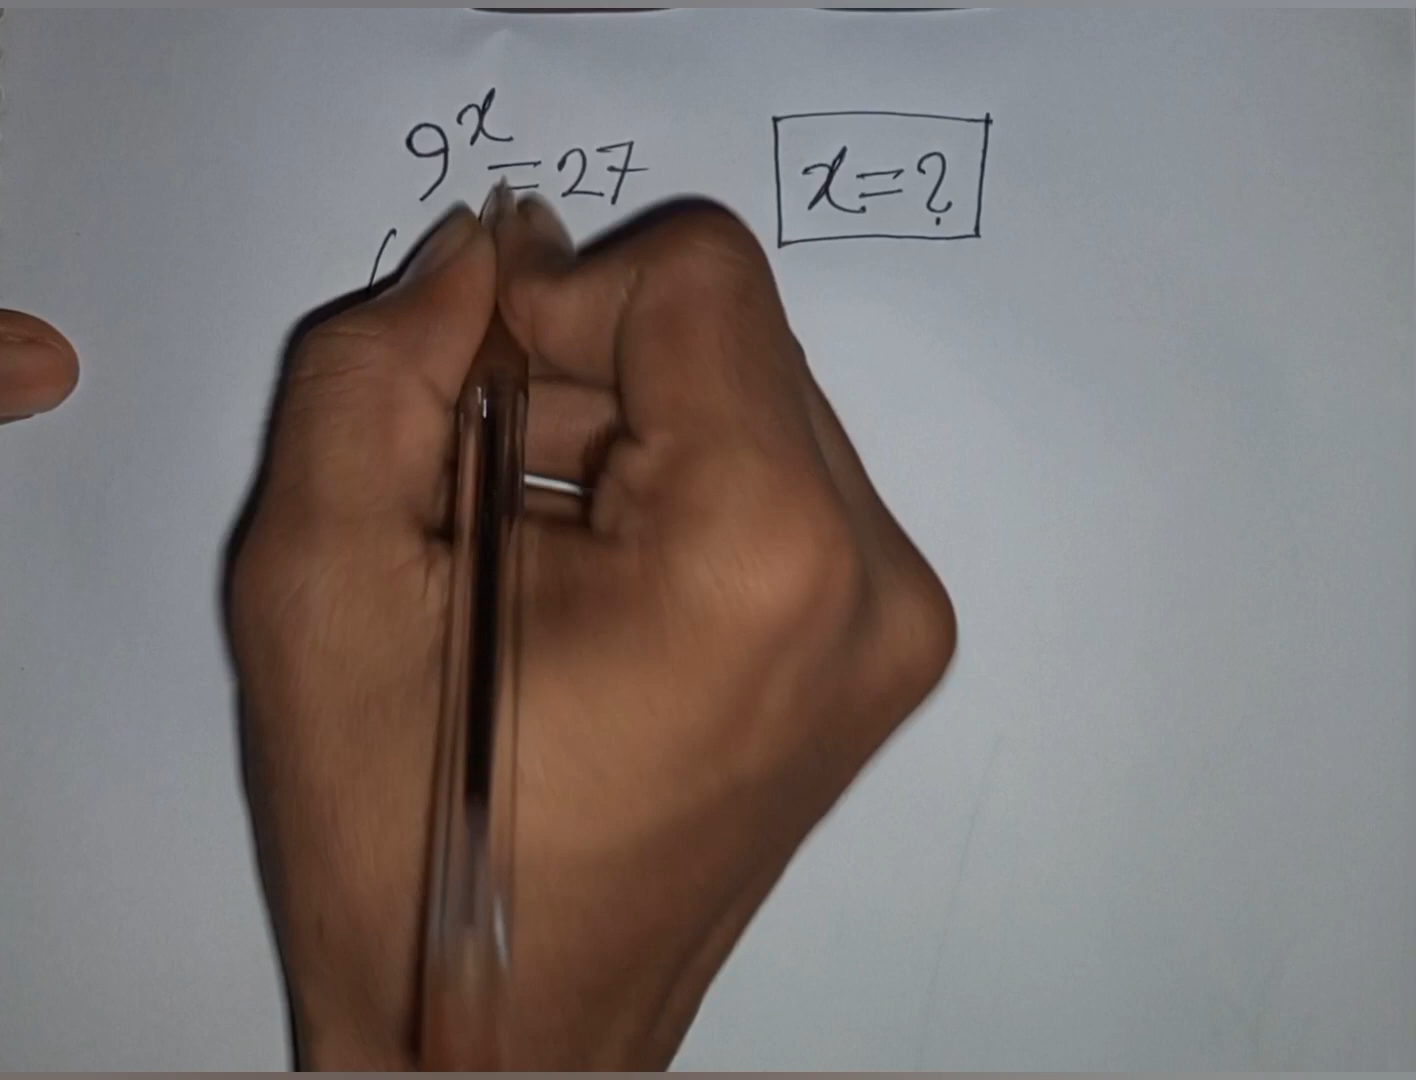 9^x = 27
x = ?
(